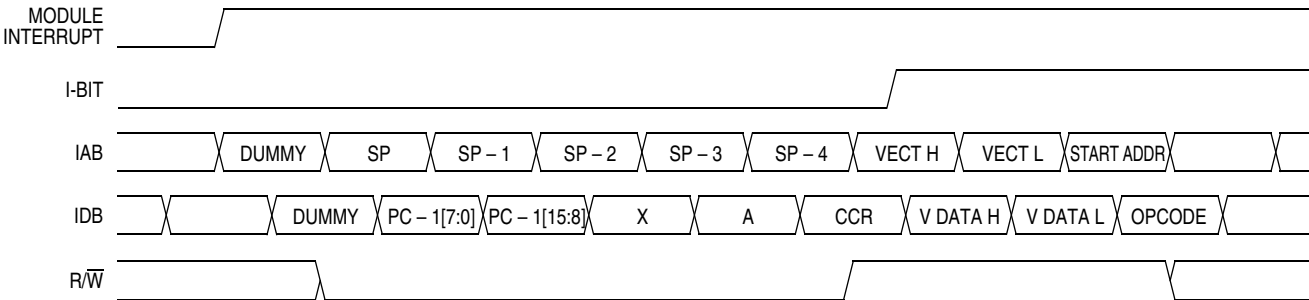 MODULE
INTERRUPT
I-BIT
IAB DUMMY SP SP – 1 SP – 2 SP – 3 SP – 4 VECT H VECT L START ADDR
IDB DUMMY PC – 1[7:0] PC – 1[15:8] X A CCR V DATA H V DATA L OPCODE
R/W̅